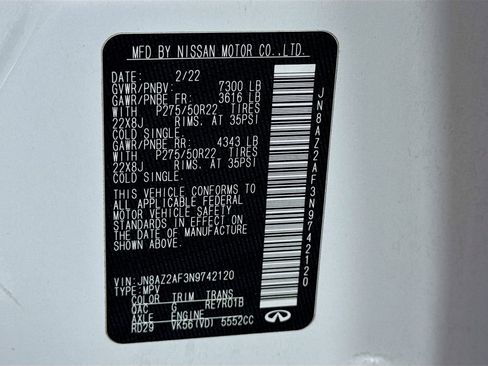 MFD BY NISSAN MOTOR CO.,LTD.
DATE: 2/22
GVWR/PNBV: 7300 LB
GAWR/PNBE FR: 3616 LB
WITH P275/50R22
22X8J RIMS. AT 35PSI
COLD SINGLE.
GAWR/PNBE RR: 4343 LB
WITH P275/50R22
22X8J RIMS. AT 35PSI
COLD SINGLE.
THIS VEHICLE CONFORMS TO
ALL APPLICABLE FEDERAL
MOTOR VEHICLE SAFETY
STANDARDS IN EFFECT ON
THE DATE OF MANUFACTURE
SHOWN ABOVE.
VIN: JN8AZ2AF3N9742120
TYPE: MPV
COLOR TRIM TRANS
QAC G RE7R01B
AXLE ENGINE
RD29 VK56(VD) 5552CC
JN8AZ2AF3N9742120